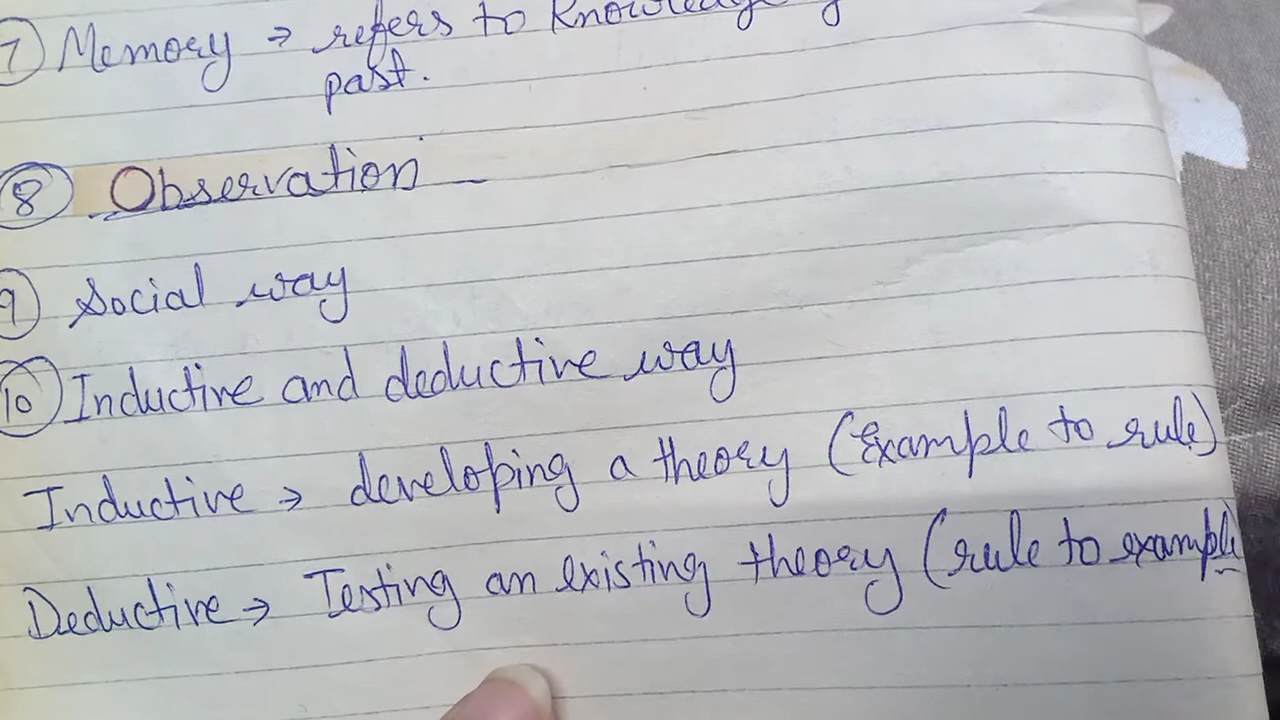 7 Memory → refers to Knowledge
past.
8 Observation -
9 Social way
10 Inductive and deductive way
Inductive → developing a theory (Example to rule)
Deductive → Testing an existing theory (rule to example